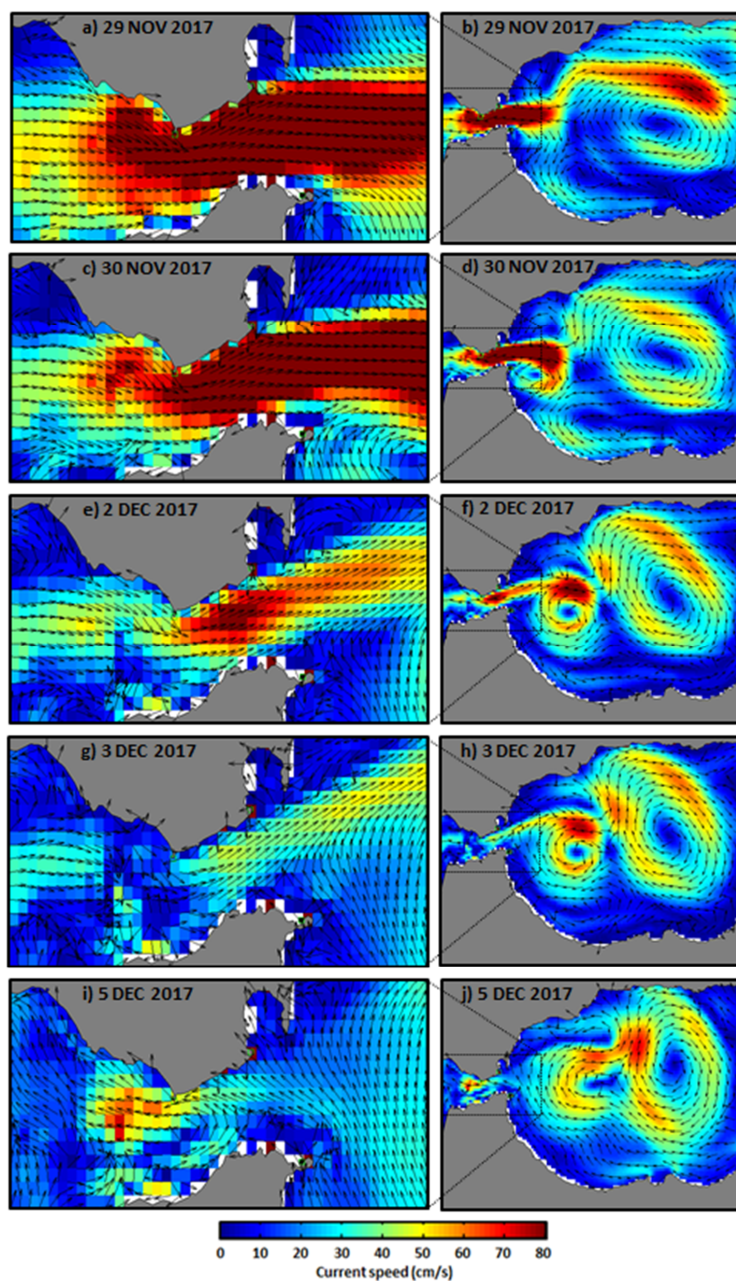 a) 29 NOV 2017
b) 29 NOV 2017
c) 30 NOV 2017
d) 30 NOV 2017
e) 2 DEC 2017
f) 2 DEC 2017
g) 3 DEC 2017
h) 3 DEC 2017
i) 5 DEC 2017
j) 5 DEC 2017
0 10 20 30 40 50 60 70 80
Current speed (cm/s)